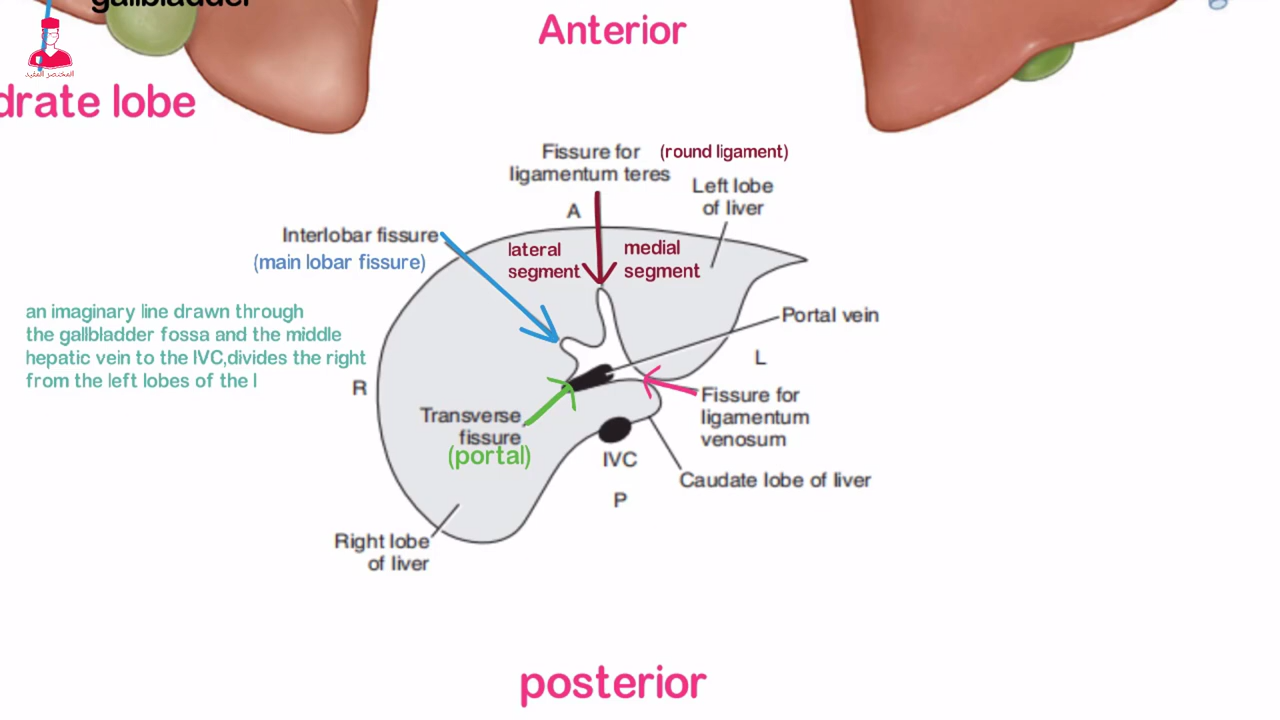 gallbladder
المختصر المفيد
drate lobe
Anterior
Fissure for
ligamentum teres
(round ligament)
Left lobe
of liver
A
Interlobar fissure
(main lobar fissure)
lateral
segment
medial
segment
an imaginary line drawn through
the gallbladder fossa and the middle
hepatic vein to the IVC,divides the right
from the left lobes of the l
Portal vein
L
R
Fissure for
ligamentum
venosum
Transverse
fissure
(portal)
IVC
Caudate lobe of liver
P
Right lobe
of liver
posterior